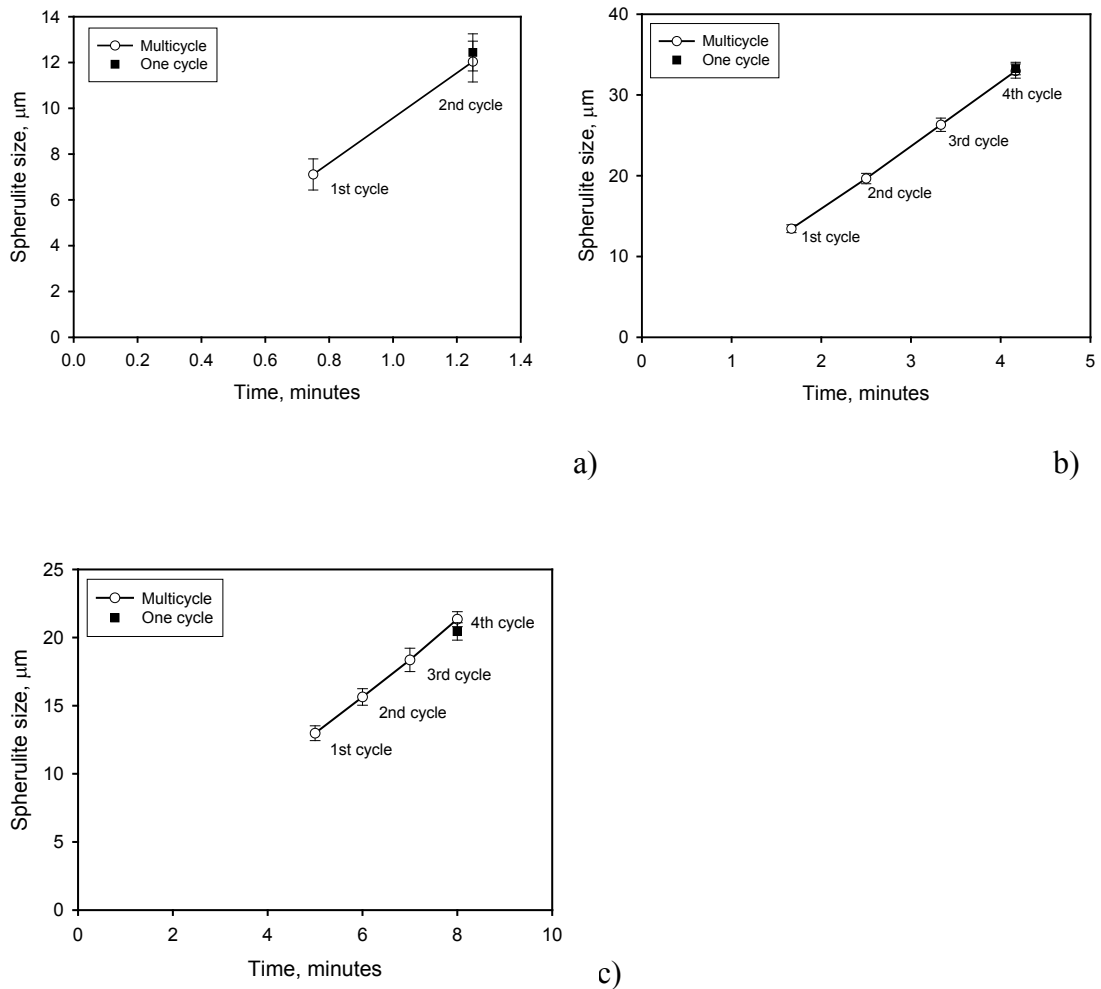 14
12
10
8
6
4
2
0
Spherulite size, μm
Multicycle
One cycle
2nd cycle
1st cycle
0.0 0.2 0.4 0.6 0.8 1.0 1.2 1.4
Time, minutes
a)
40
30
20
10
0
Spherulite size, μm
Multicycle
One cycle
4th cycle
3rd cycle
2nd cycle
1st cycle
0 1 2 3 4 5
Time, minutes
b)
25
20
15
10
5
0
Spherulite size, μm
Multicycle
One cycle
4th cycle
3rd cycle
2nd cycle
1st cycle
0 2 4 6 8 10
Time, minutes
c)